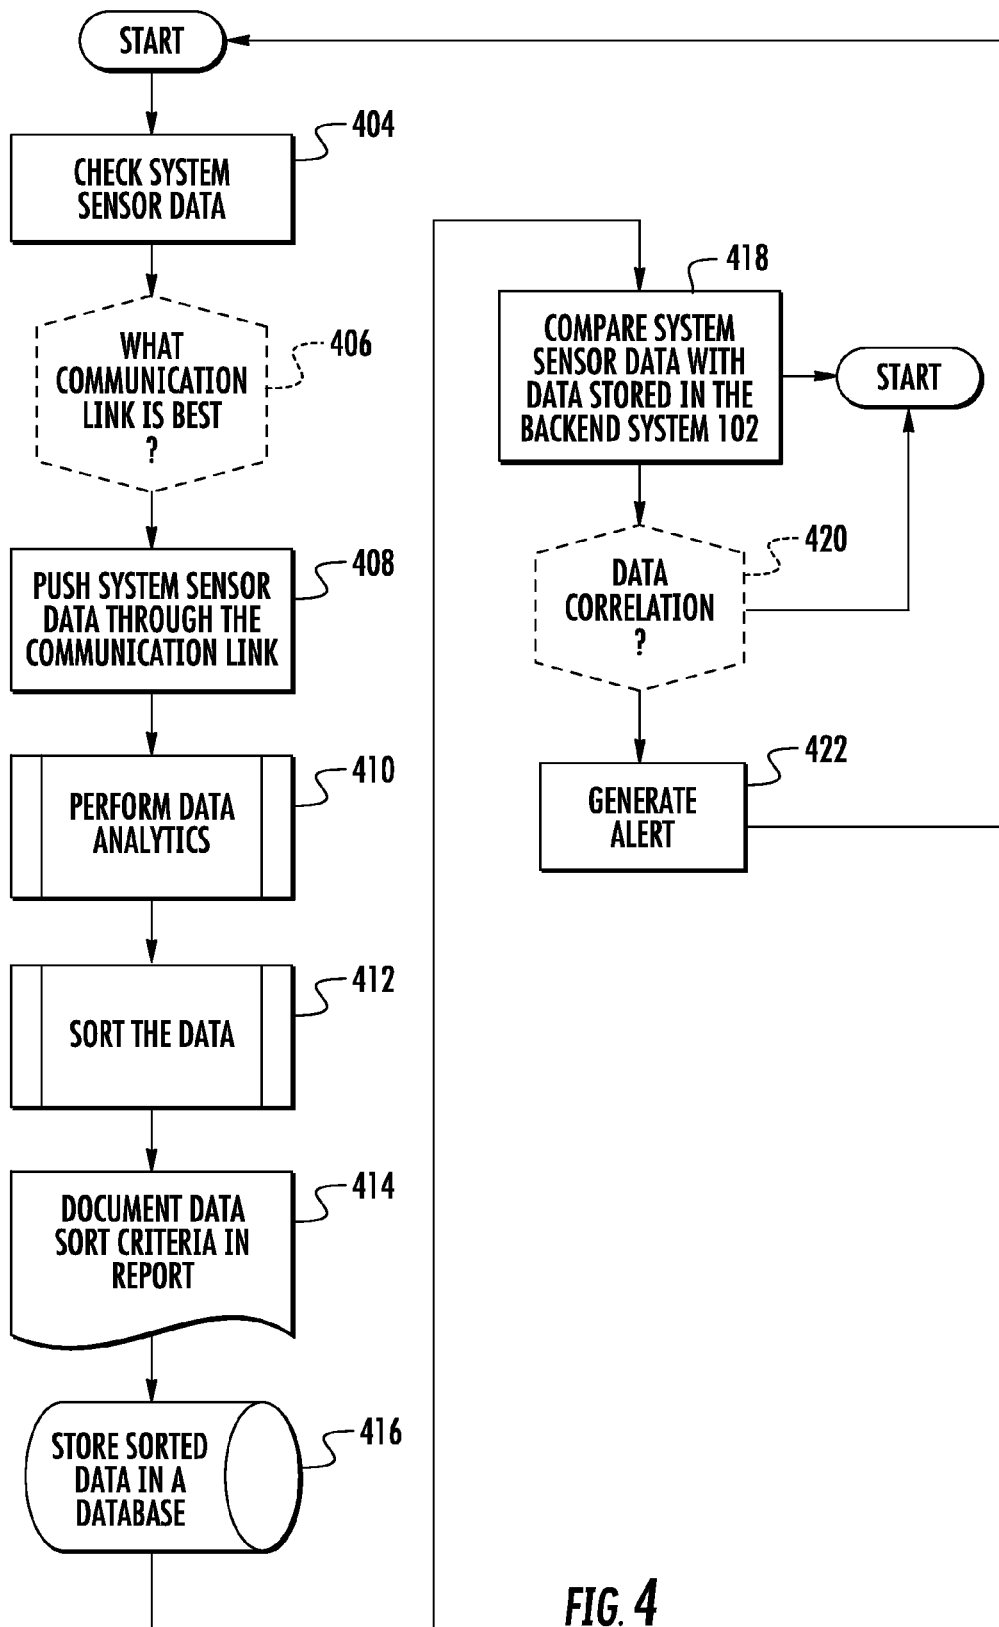 START
404
CHECK SYSTEM
SENSOR DATA
WHAT
COMMUNICATION
LINK IS BEST
?
406
408
PUSH SYSTEM SENSOR
DATA THROUGH THE
COMMUNICATION LINK
410
PERFORM DATA
ANALYTICS
412
SORT THE DATA
414
DOCUMENT DATA
SORT CRITERIA IN
REPORT
416
STORE SORTED
DATA IN A
DATABASE
418
COMPARE SYSTEM
SENSOR DATA WITH
DATA STORED IN THE
BACKEND SYSTEM 102
START
420
DATA
CORRELATION
?
422
GENERATE
ALERT
FIG. 4